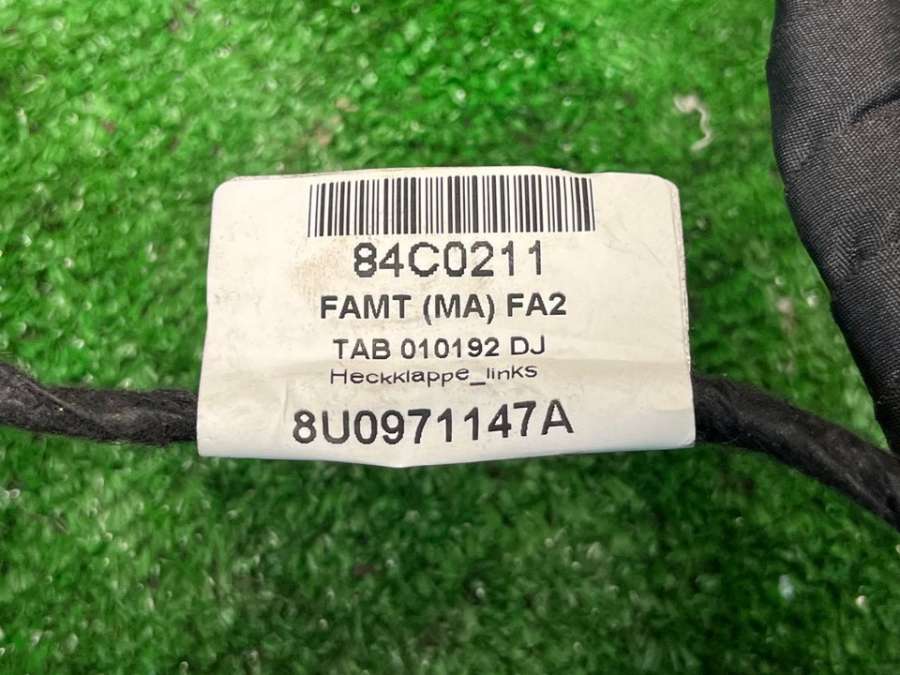 84C0211
FAMT (MA) FA2
TAB 010192 DJ
Heckklappe_links
8U0971147A